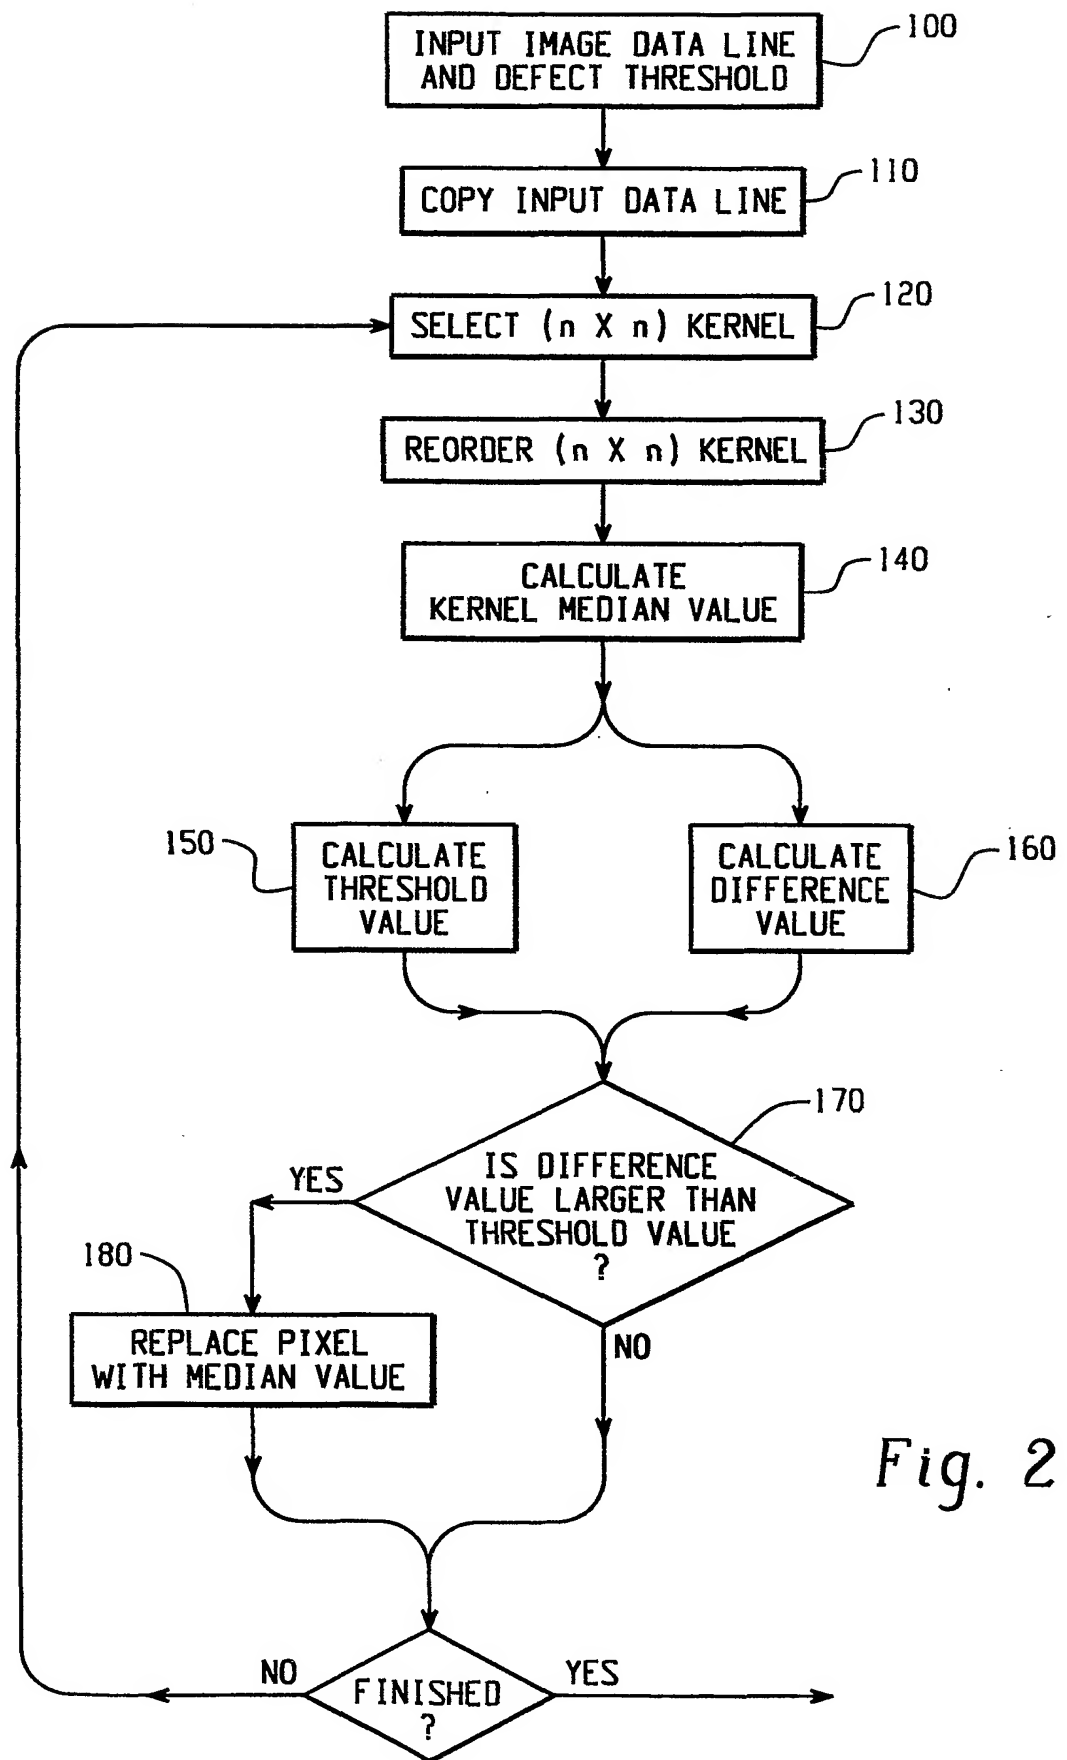 INPUT IMAGE DATA LINE
AND DEFECT THRESHOLD
100
COPY INPUT DATA LINE
110
SELECT (n X n) KERNEL
120
REORDER (n X n) KERNEL
130
CALCULATE
KERNEL MEDIAN VALUE
140
150
CALCULATE
THRESHOLD
VALUE
CALCULATE
DIFFERENCE
VALUE
160
170
IS DIFFERENCE
VALUE LARGER THAN
THRESHOLD VALUE
?
YES
NO
180
REPLACE PIXEL
WITH MEDIAN VALUE
Fig. 2
NO
FINISHED
?
YES